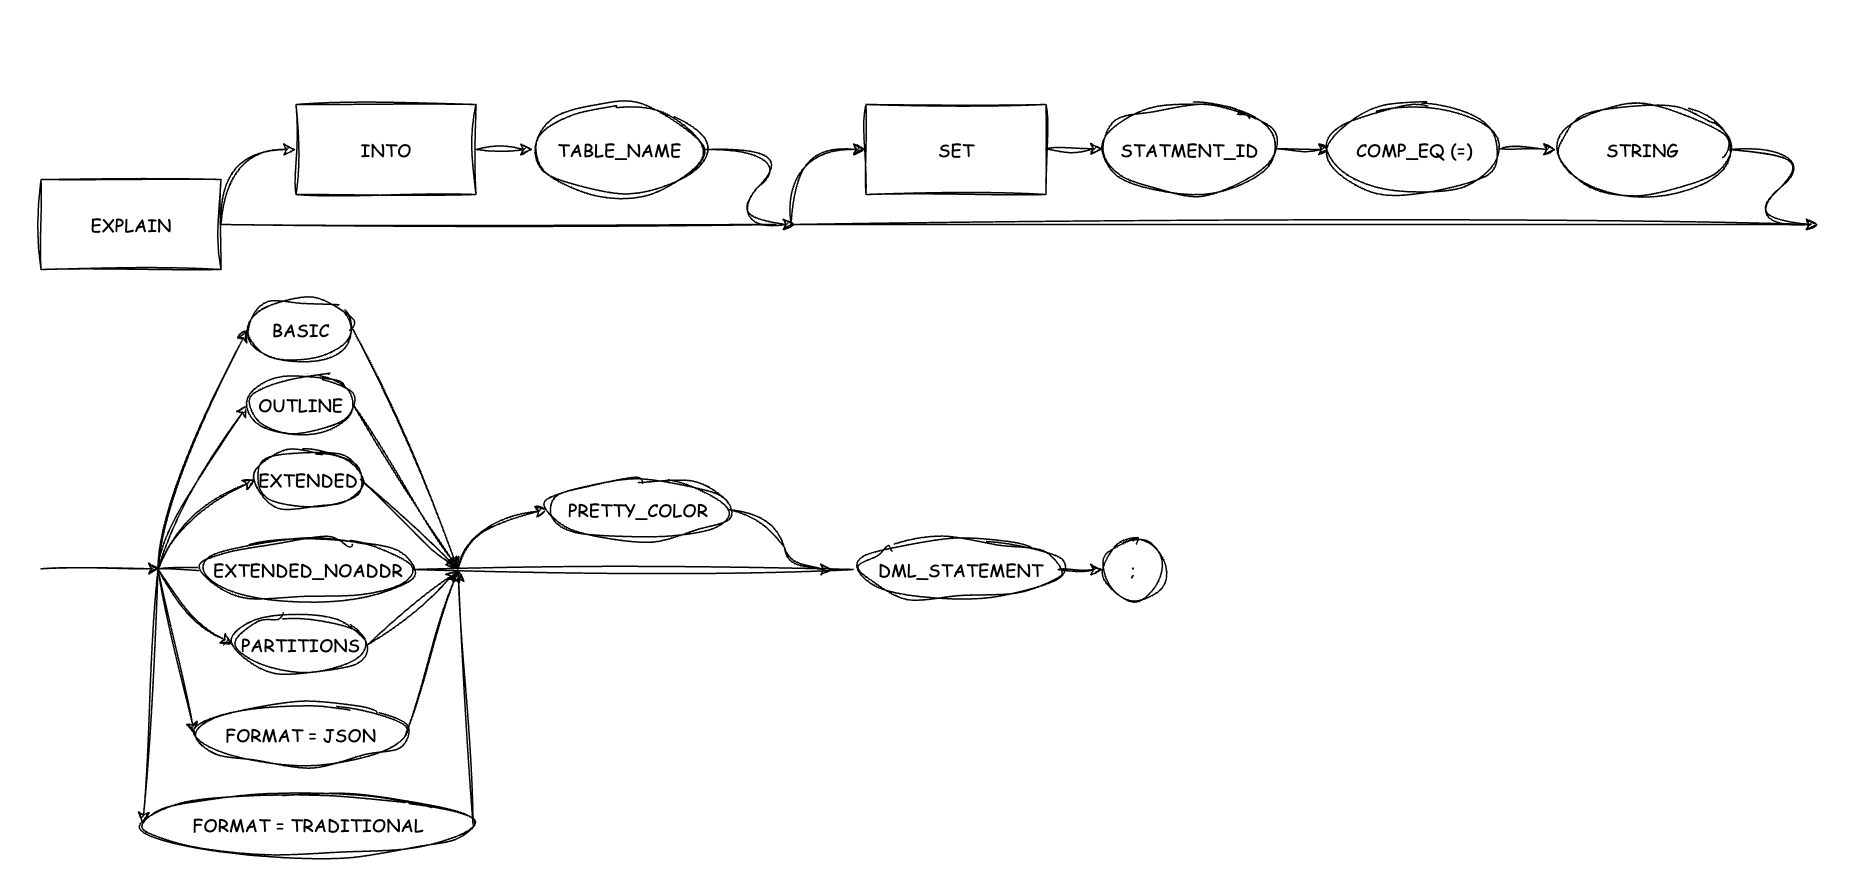 EXPLAIN
INTO
TABLE_NAME
SET
STATMENT_ID
COMP_EQ (=)
STRING
BASIC
OUTLINE
EXTENDED
EXTENDED_NOADDR
PARTITIONS
FORMAT = JSON
FORMAT = TRADITIONAL
PRETTY_COLOR
DML_STATEMENT
;